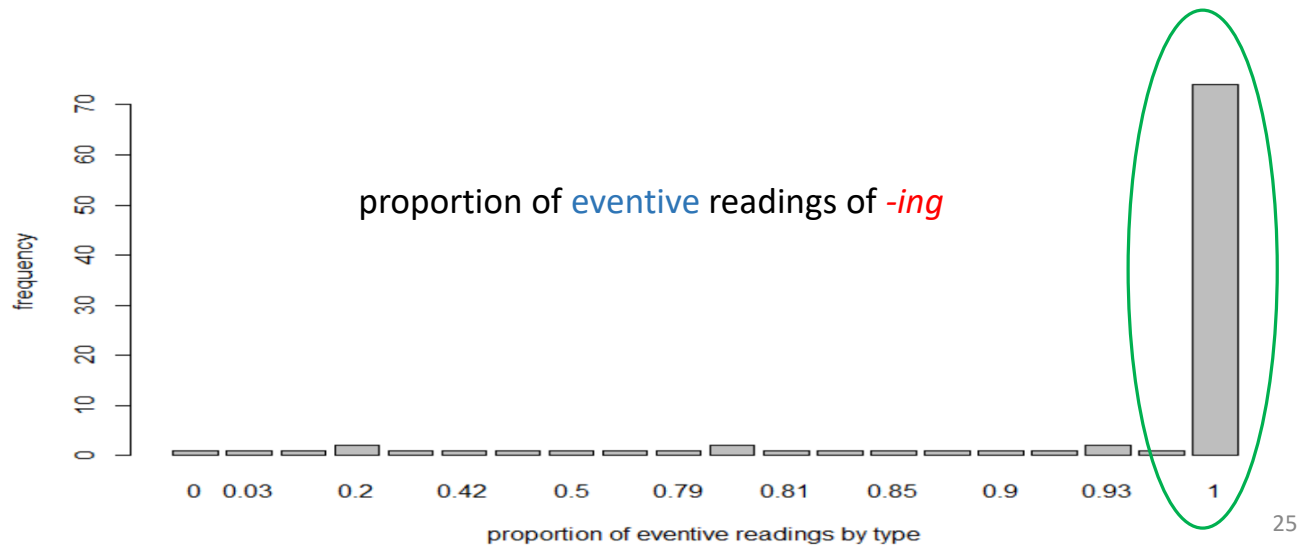 proportion of eventive readings of -ing
frequency
70
60
50
40
30
20
10
0
0 0.03 0.2 0.42 0.5 0.79 0.81 0.85 0.9 0.93 1
proportion of eventive readings by type
25